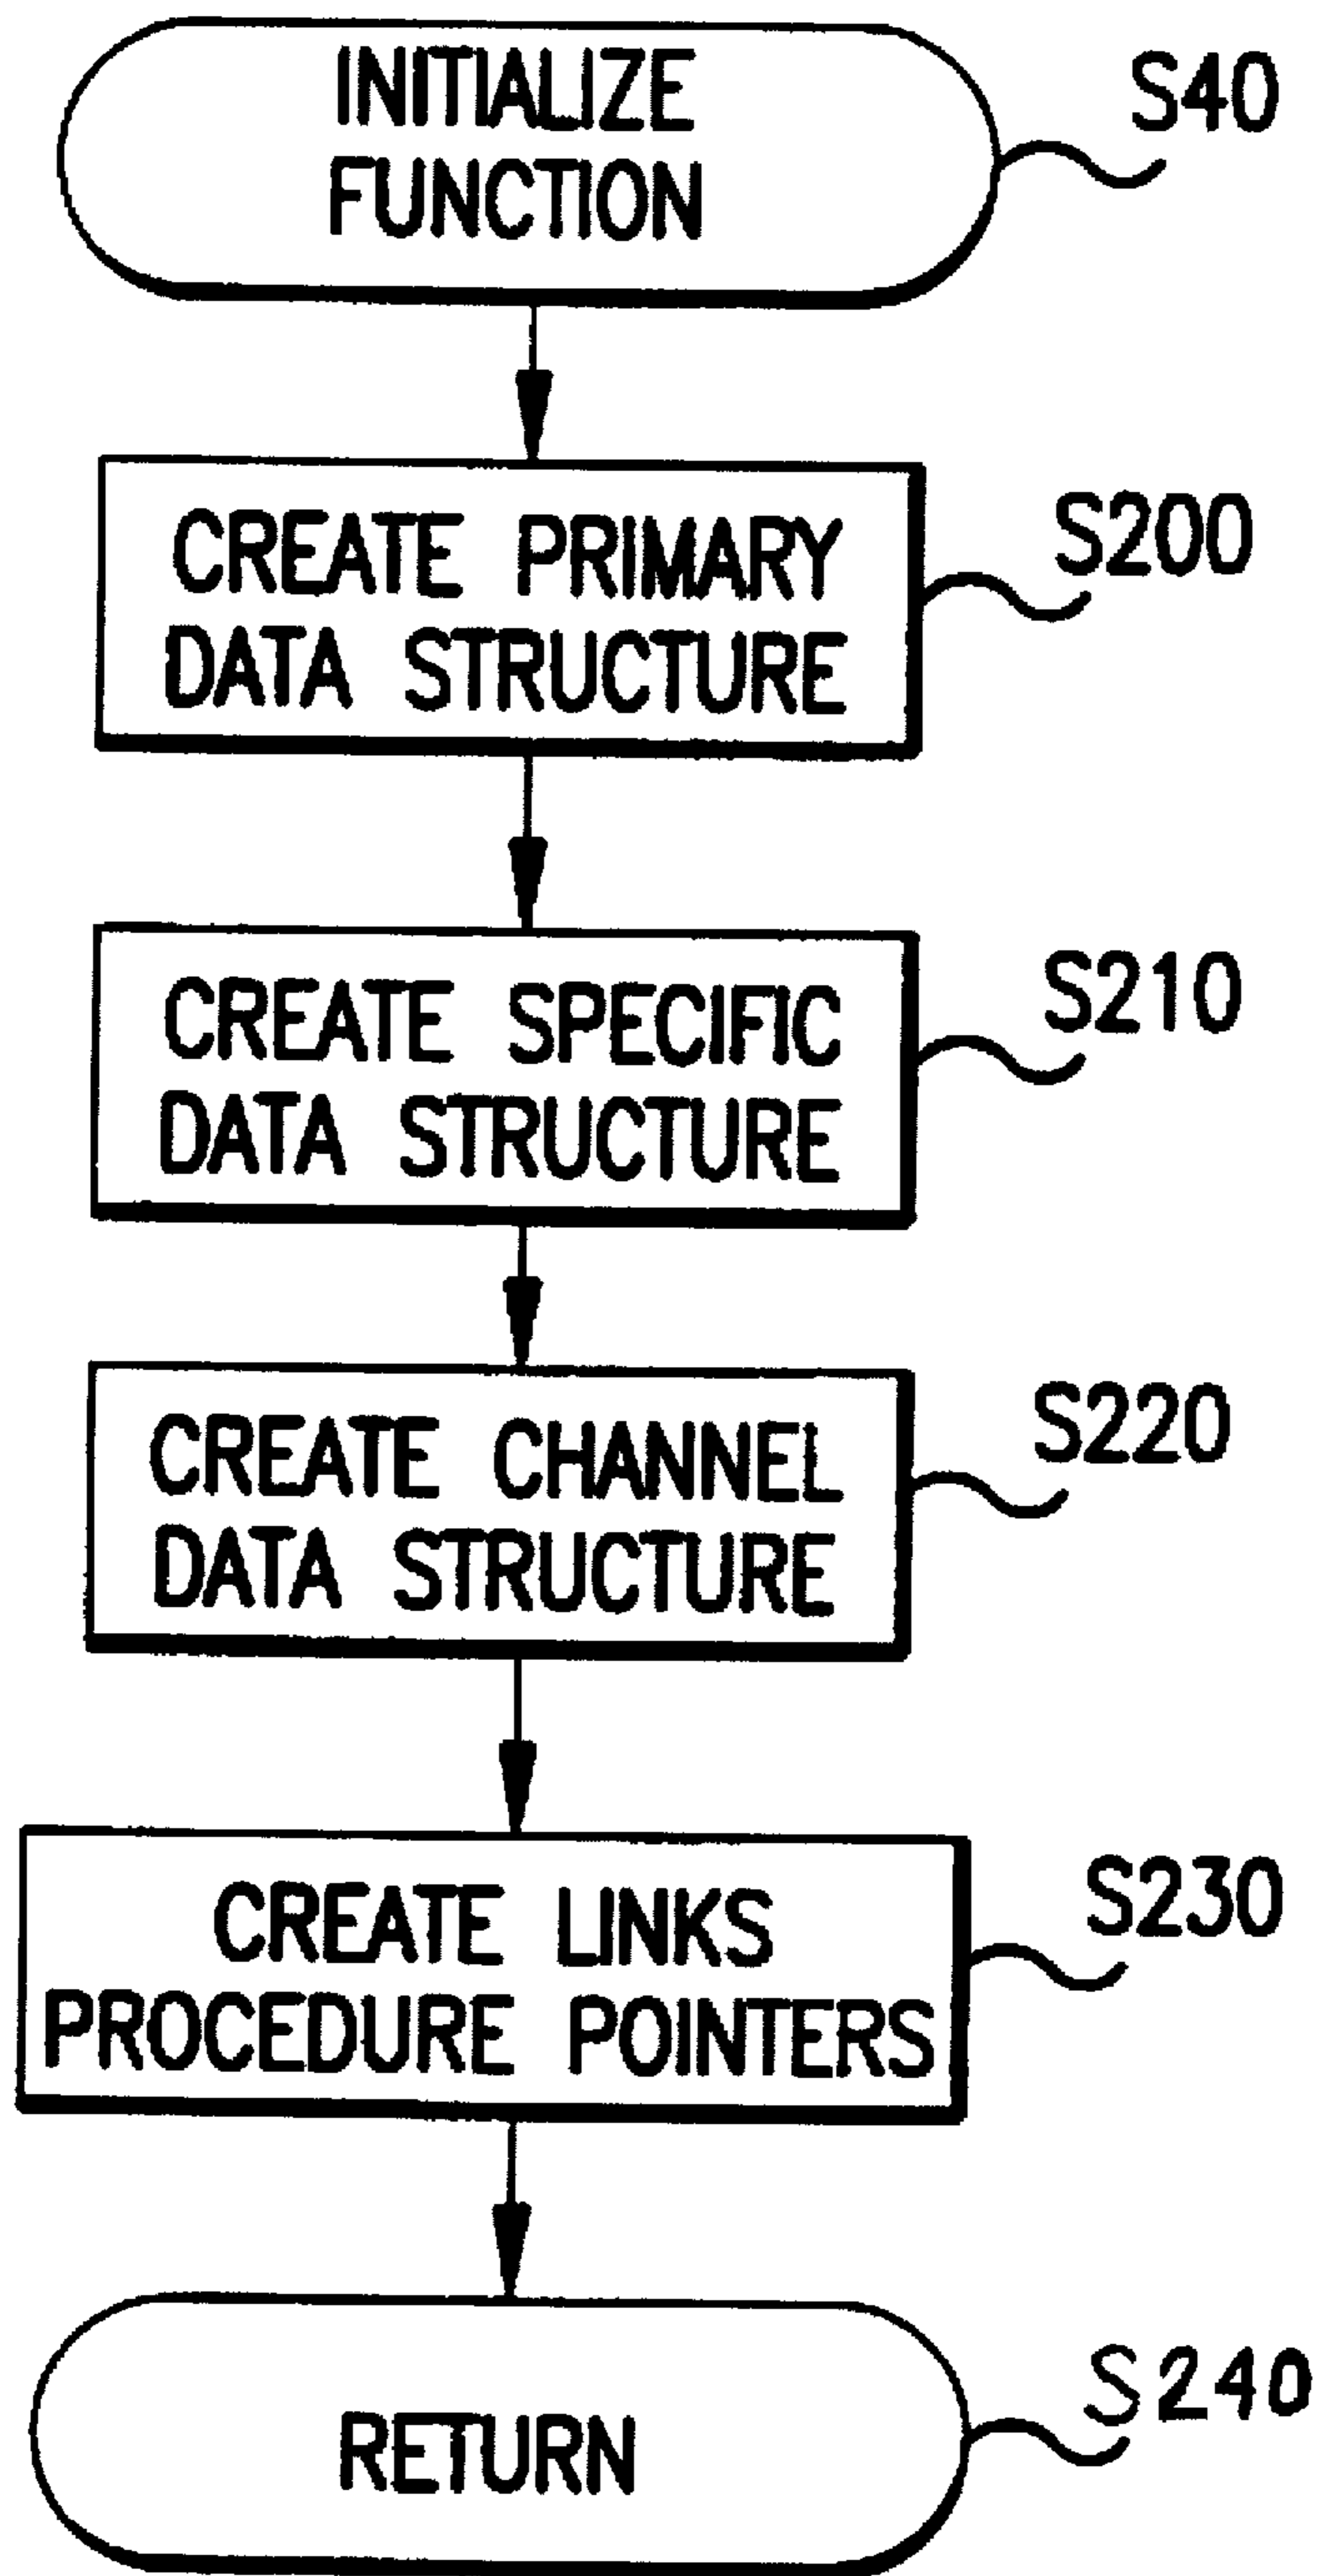 INITIALIZE
FUNCTION
S40
CREATE PRIMARY
DATA STRUCTURE
S200
CREATE SPECIFIC
DATA STRUCTURE
S210
CREATE CHANNEL
DATA STRUCTURE
S220
CREATE LINKS
PROCEDURE POINTERS
S230
RETURN
S240